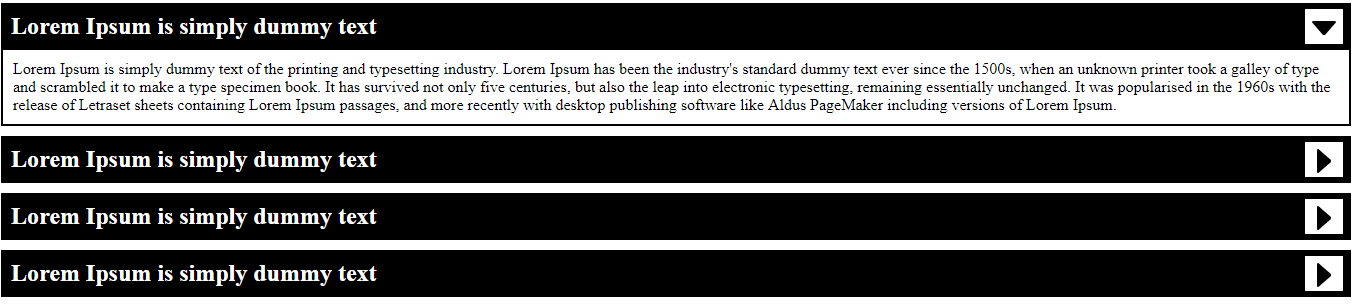 Lorem Ipsum is simply dummy text
Lorem Ipsum is simply dummy text of the printing and typesetting industry. Lorem Ipsum has been the industry's standard dummy text ever since the 1500s, when an unknown printer took a galley of type
and scrambled it to make a type specimen book. It has survived not only five centuries, but also the leap into electronic typesetting, remaining essentially unchanged. It was popularised in the 1960s with the
release of Letraset sheets containing Lorem Ipsum passages, and more recently with desktop publishing software like Aldus PageMaker including versions of Lorem Ipsum.
Lorem Ipsum is simply dummy text
Lorem Ipsum is simply dummy text
Lorem Ipsum is simply dummy text